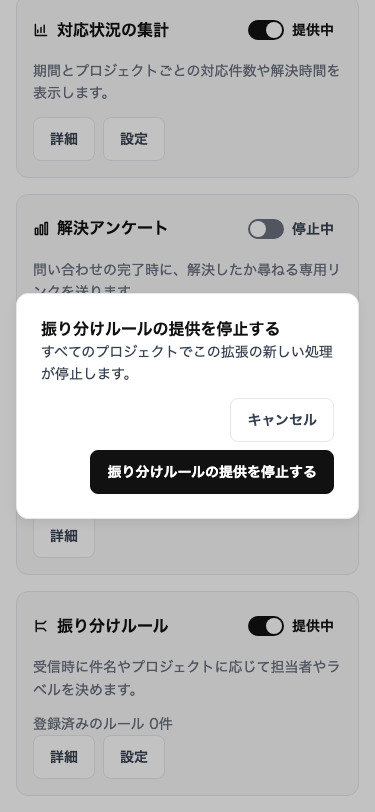 対応状況の集計
提供中
期間とプロジェクトごとの対応件数や解決時間を
表示します。
詳細
設定
解決アンケート
停止中
問い合わせの完了時に、解決したか尋ねる専用リ
ンクを送ります
振り分けルールの提供を停止する
すべてのプロジェクトでこの拡張の新しい処理
が停止します。
キャンセル
振り分けルールの提供を停止する
詳細
振り分けルール
提供中
受信時に件名やプロジェクトに応じて担当者やラ
ベルを決めます。
登録済みのルール 0件
詳細
設定